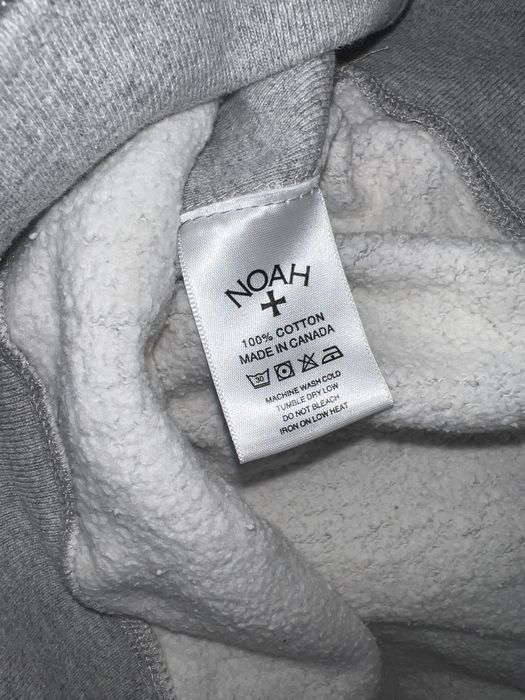 NOAH
100% COTTON
MADE IN CANADA
30
MACHINE WASH COLD
TUMBLE DRY LOW
DO NOT BLEACH
IRON ON LOW HEAT